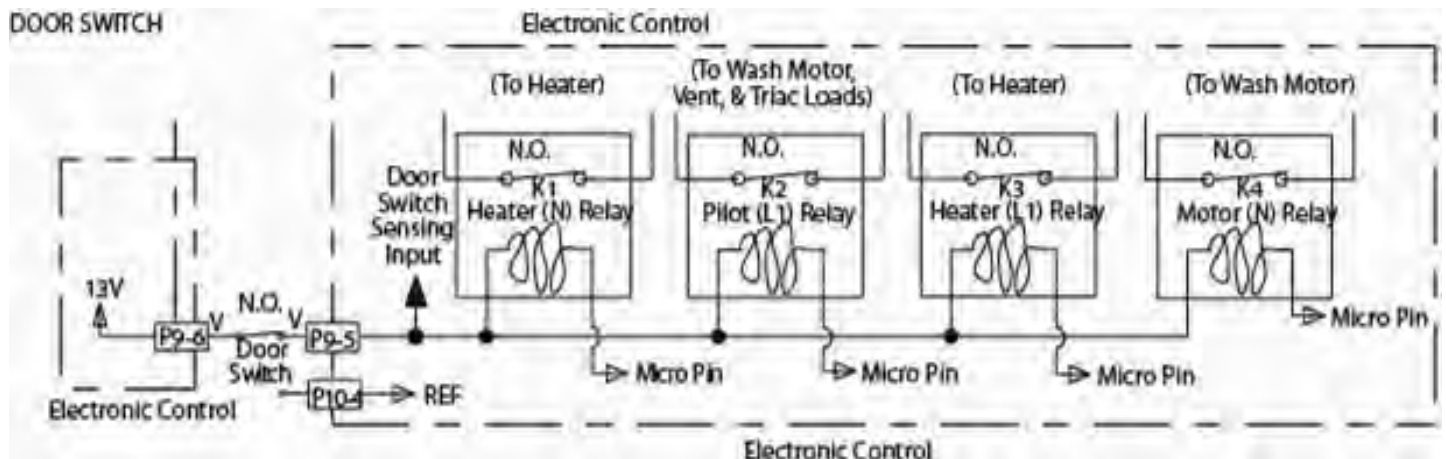 DOOR SWITCH
Electronic Control
(To Heater)
(To Wash Motor,
Vent, & Triac Loads)
(To Heater)
(To Wash Motor)
N.O.
K1
Heater (N) Relay
N.O.
K2
Pilot (L1) Relay
N.O.
K3
Heater (L1) Relay
N.O.
K4
Motor (N) Relay
Door
Switch
Sensing
Input
13V
P9-6
V
N.O.
V
Door
Switch
P9-5
Micro Pin
Micro Pin
Micro Pin
Micro Pin
P10-4
REF
Electronic Control
Electronic Control